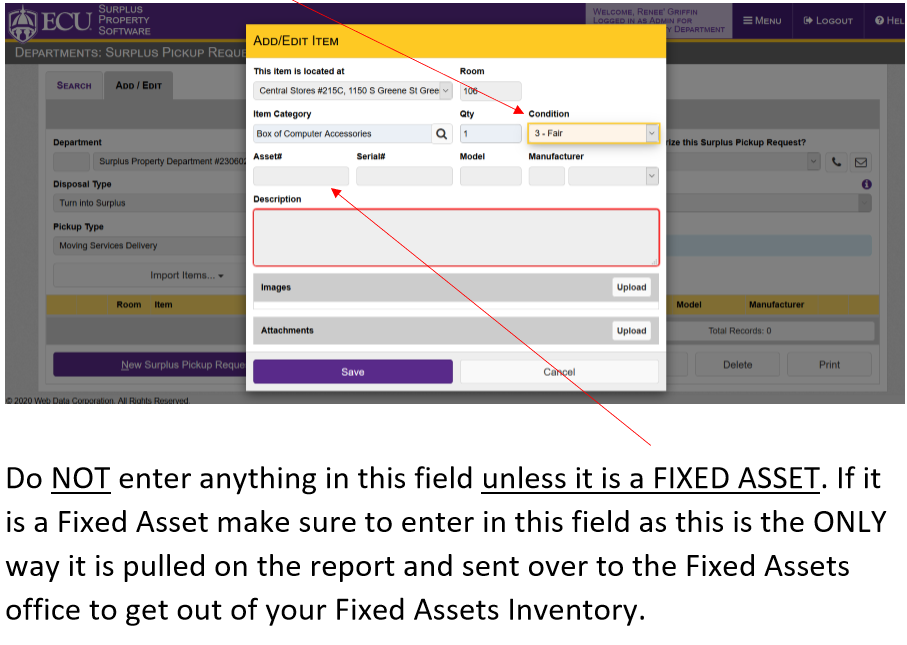 ECU
SURPLUS
PROPERTY
SOFTWARE
WELCOME, RENEE' GRIFFIN
LOGGED IN AS ADMIN FOR
DEPARTMENT
MENU
LOGOUT
HEL
DEPARTMENTS: SURPLUS PICKUP REQUE
SEARCH
ADD / EDIT
Department
Surplus Property Department #23060
Disposal Type
Turn into Surplus
Pickup Type
Moving Services Delivery
Import Items...
Room Item
New Surplus Pickup Reque
ADD/EDIT ITEM
This item is located at Room
Central Stores #215C, 1150 S Greene St Gree 106
Item Category Qty Condition
Box of Computer Accessories 1 3 - Fair
Asset# Serial# Model Manufacturer
Description
Images Upload
Attachments Upload
Save Cancel
rize this Surplus Pickup Request?
Model Manufacturer
Total Records: 0
Delete Print
© 2020 Web Data Corporation. All Rights Reserved.
Do NOT enter anything in this field unless it is a FIXED ASSET. If it
is a Fixed Asset make sure to enter in this field as this is the ONLY
way it is pulled on the report and sent over to the Fixed Assets
office to get out of your Fixed Assets Inventory.